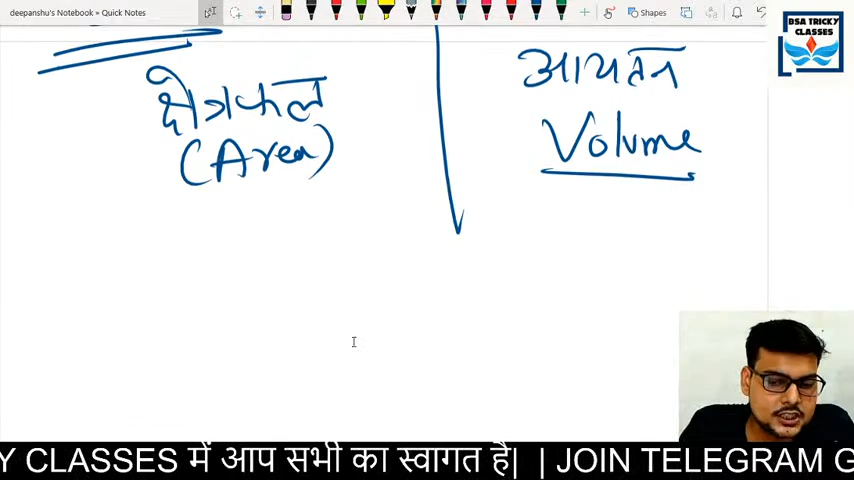 deepanshu's Notebook » Quick Notes
Shapes
BSA TRICKY
CLASSES
क्षेत्रफल
(Area)
आयतन
Volume
Y CLASSES में आप सभी का स्वागत है| | JOIN TELEGRAM G